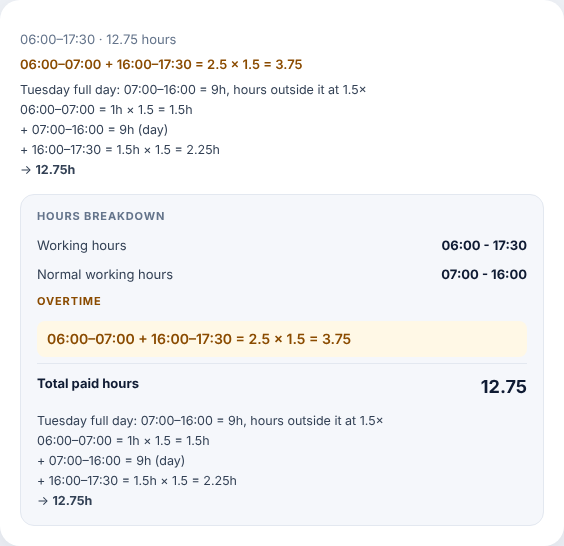 06:00–17:30 · 12.75 hours
06:00–07:00 + 16:00–17:30 = 2.5 × 1.5 = 3.75
Tuesday full day: 07:00–16:00 = 9h, hours outside it at 1.5×
06:00–07:00 = 1h × 1.5 = 1.5h
+ 07:00–16:00 = 9h (day)
+ 16:00–17:30 = 1.5h × 1.5 = 2.25h
→ 12.75h
HOURS BREAKDOWN
Working hours 06:00 - 17:30
Normal working hours 07:00 - 16:00
OVERTIME
06:00–07:00 + 16:00–17:30 = 2.5 × 1.5 = 3.75
Total paid hours 12.75
Tuesday full day: 07:00–16:00 = 9h, hours outside it at 1.5×
06:00–07:00 = 1h × 1.5 = 1.5h
+ 07:00–16:00 = 9h (day)
+ 16:00–17:30 = 1.5h × 1.5 = 2.25h
→ 12.75h